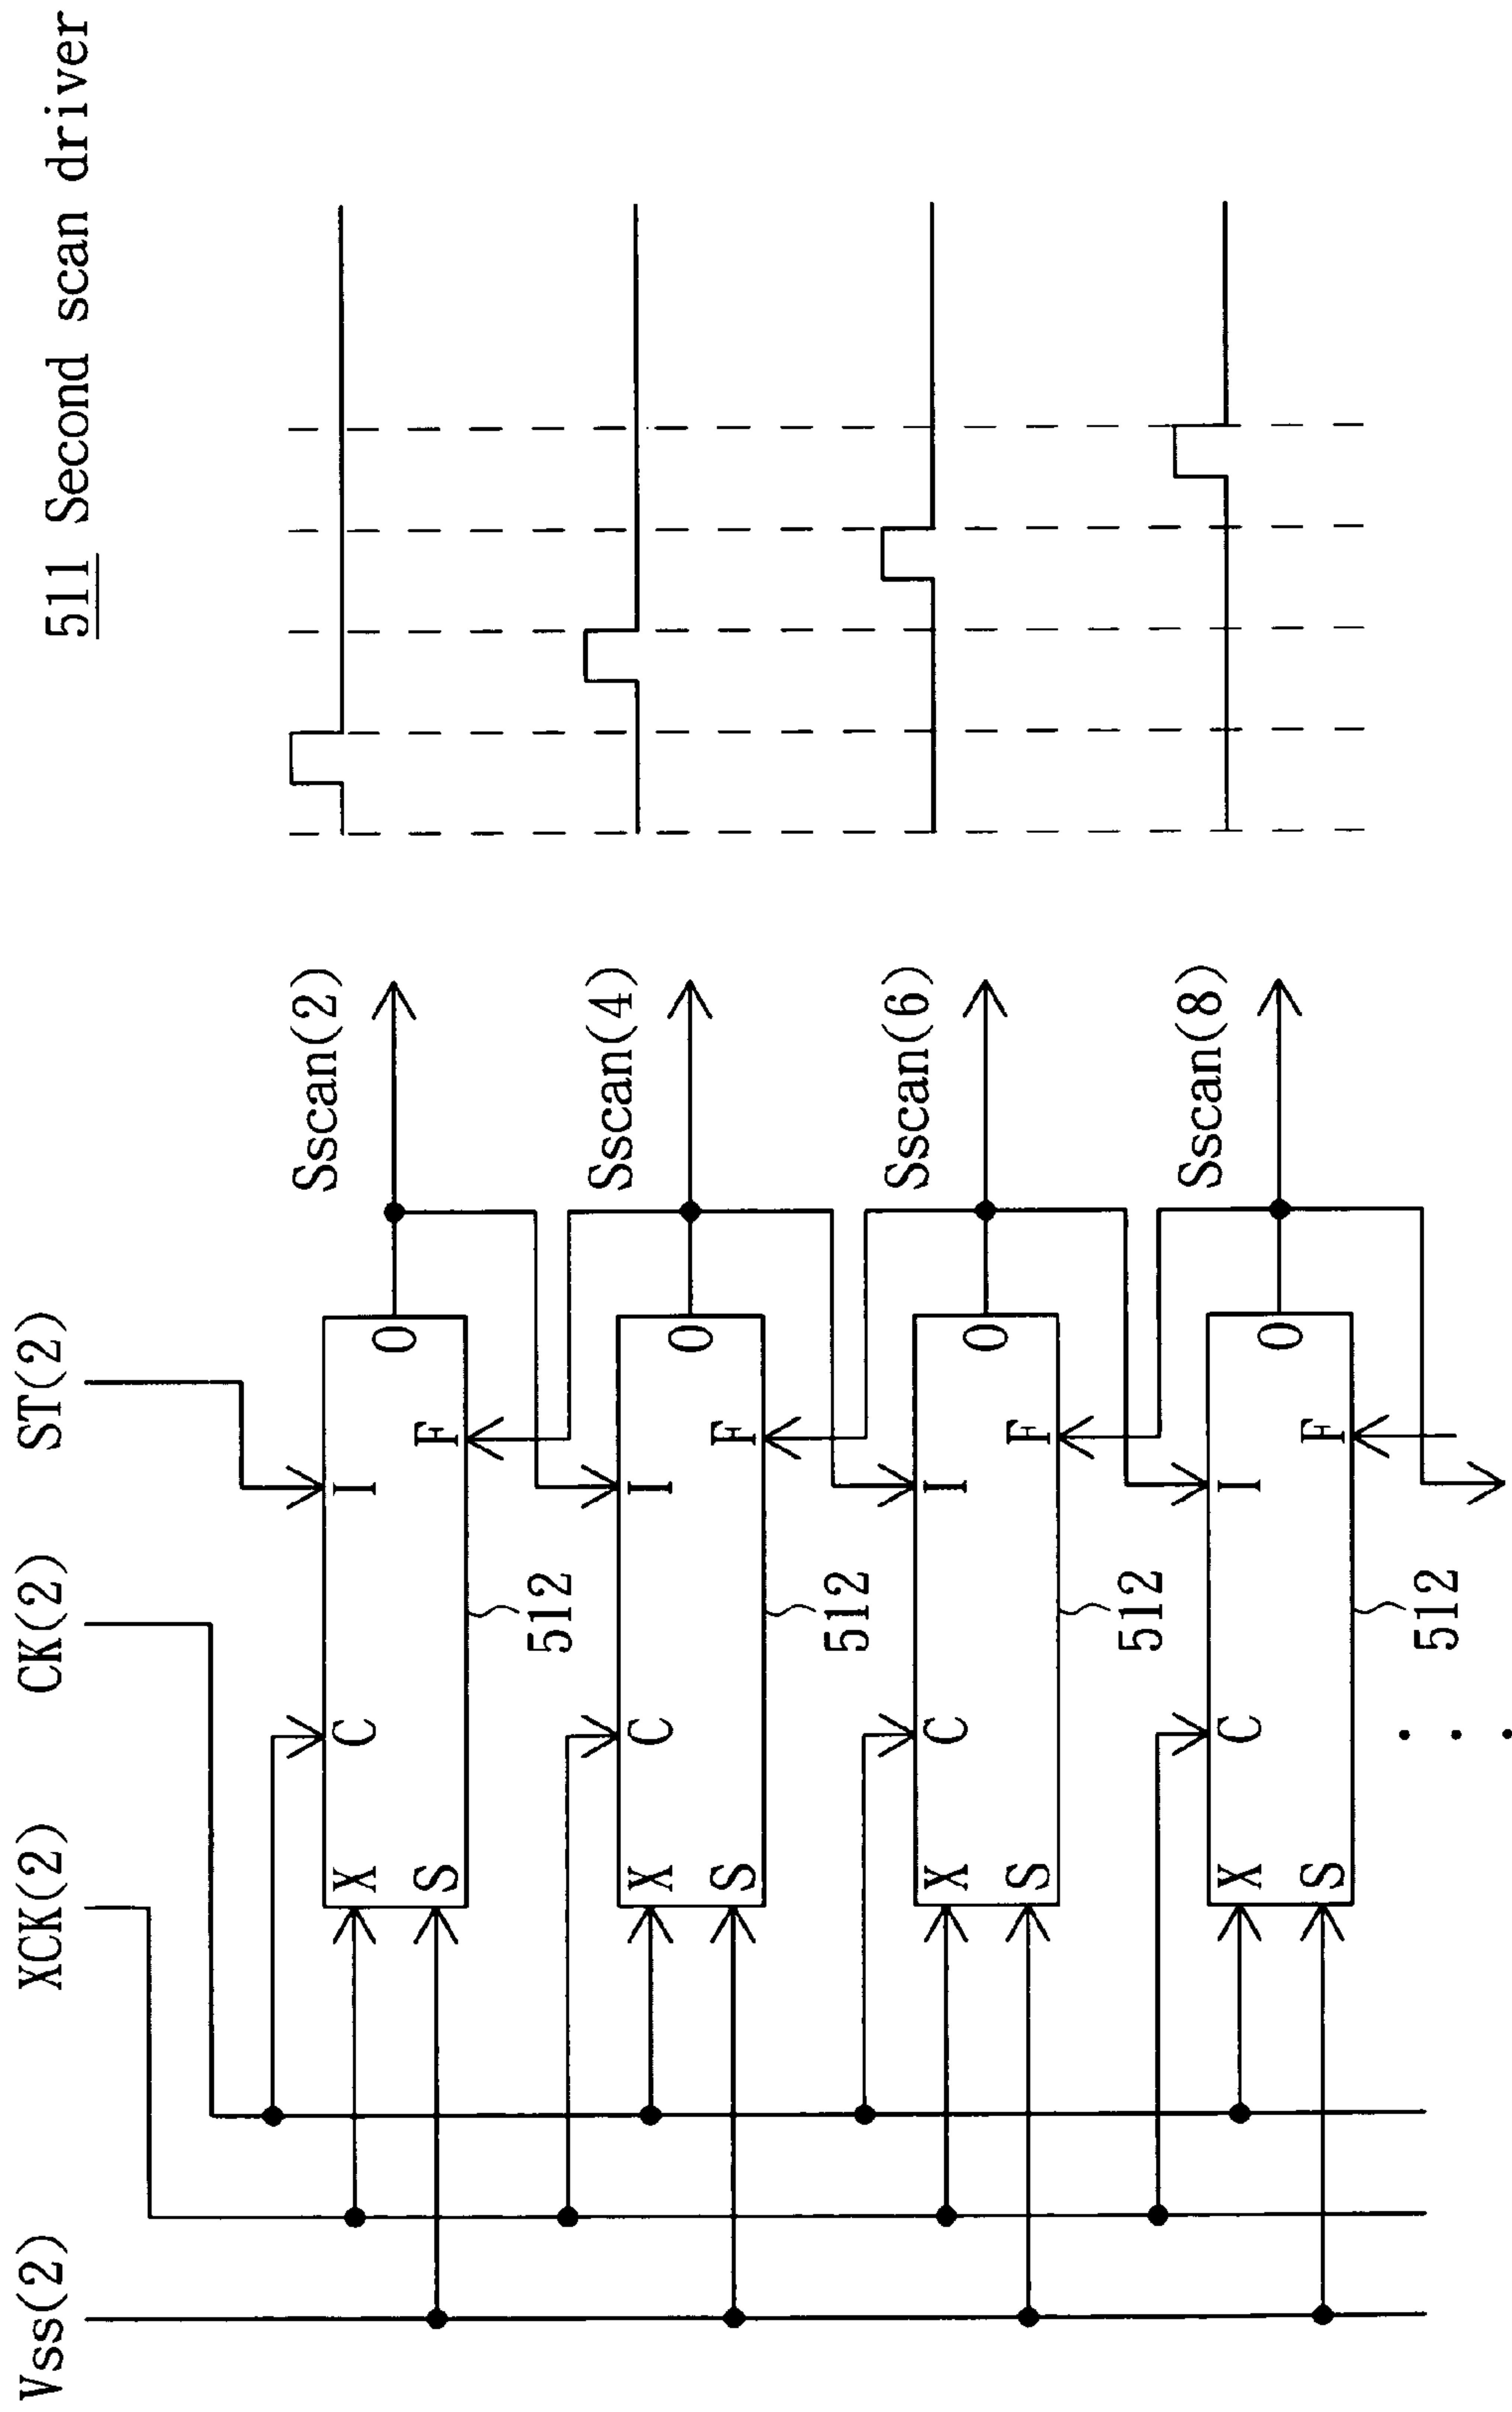 511 Second scan driver
Vss(2)
XCK(2)
CK(2)
ST(2)
X
C
I
O
S
F
512
Sscan(2)
X
C
I
O
S
F
512
Sscan(4)
X
C
I
O
S
F
512
Sscan(6)
X
C
I
O
S
F
512
Sscan(8)